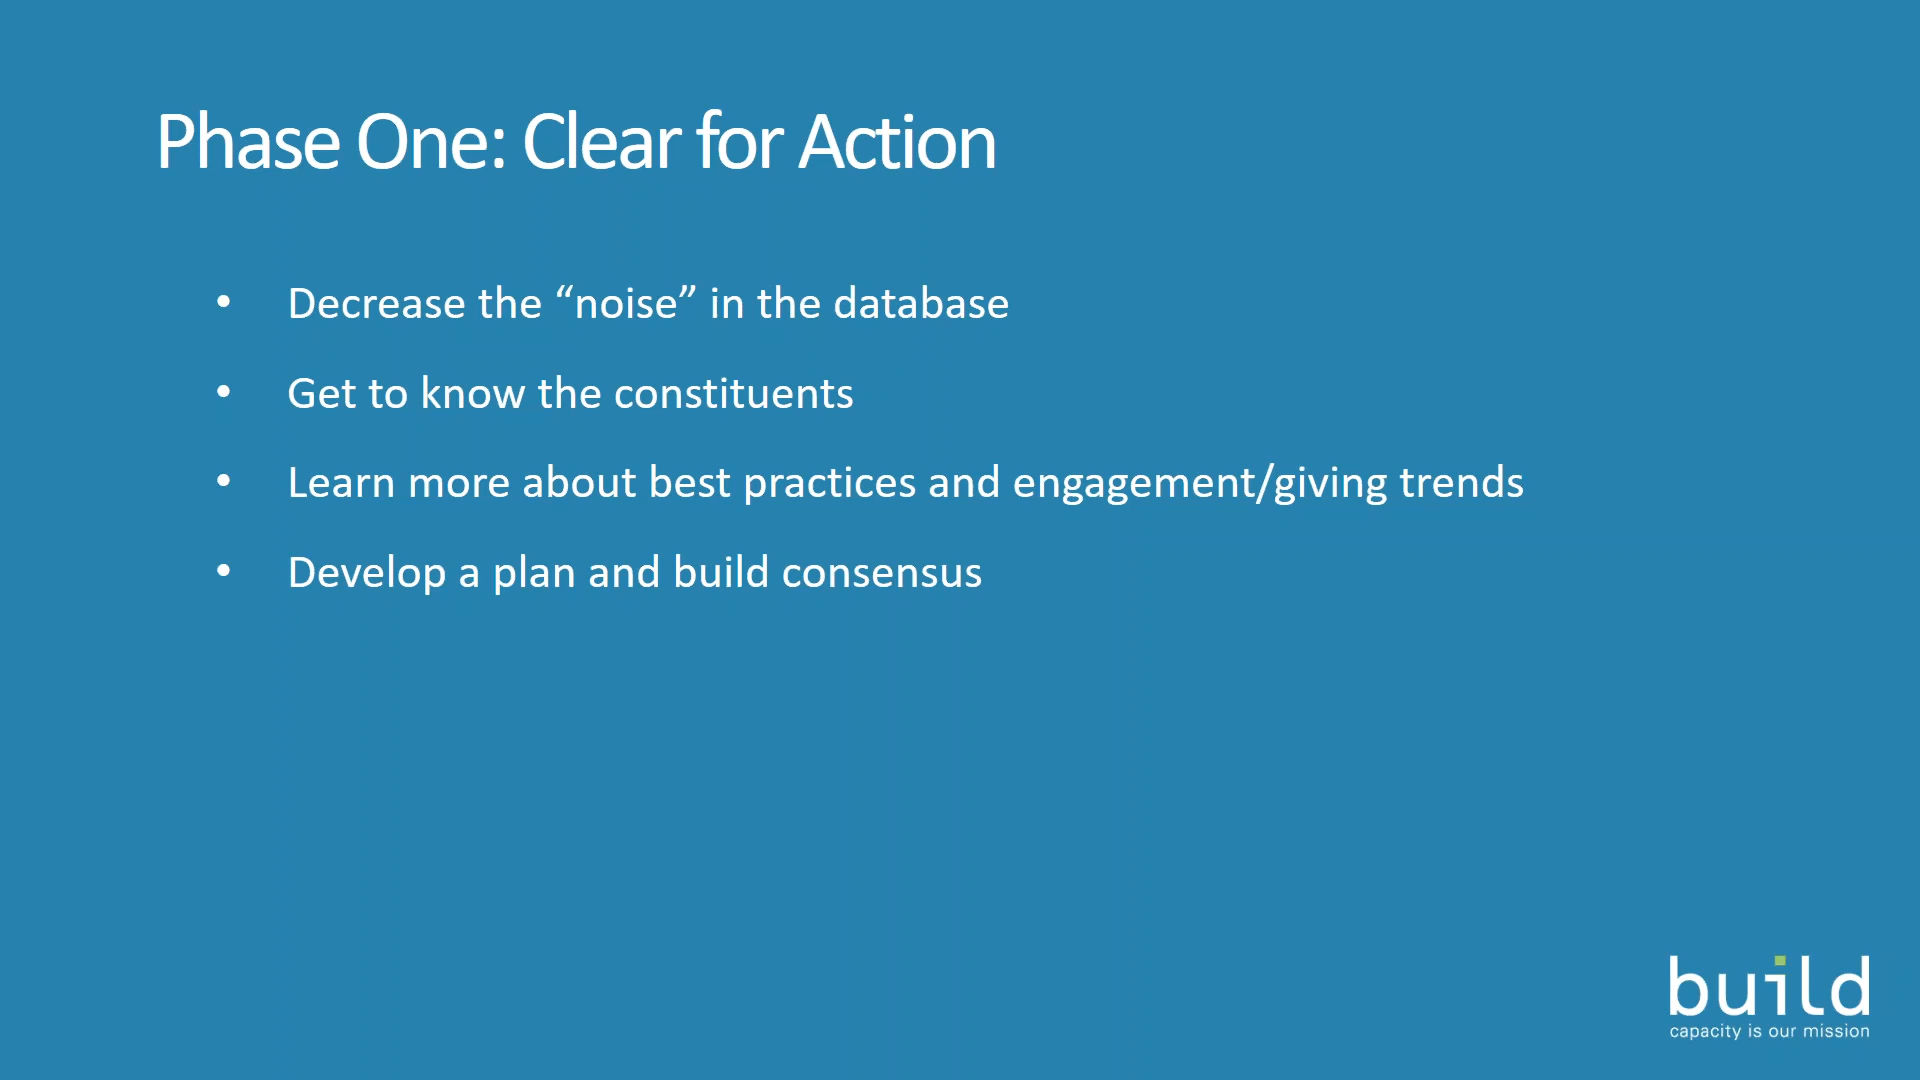 Phase One: Clear for Action
• Decrease the “noise” in the database
• Get to know the constituents
• Learn more about best practices and engagement/giving trends
• Develop a plan and build consensus
build
capacity is our mission